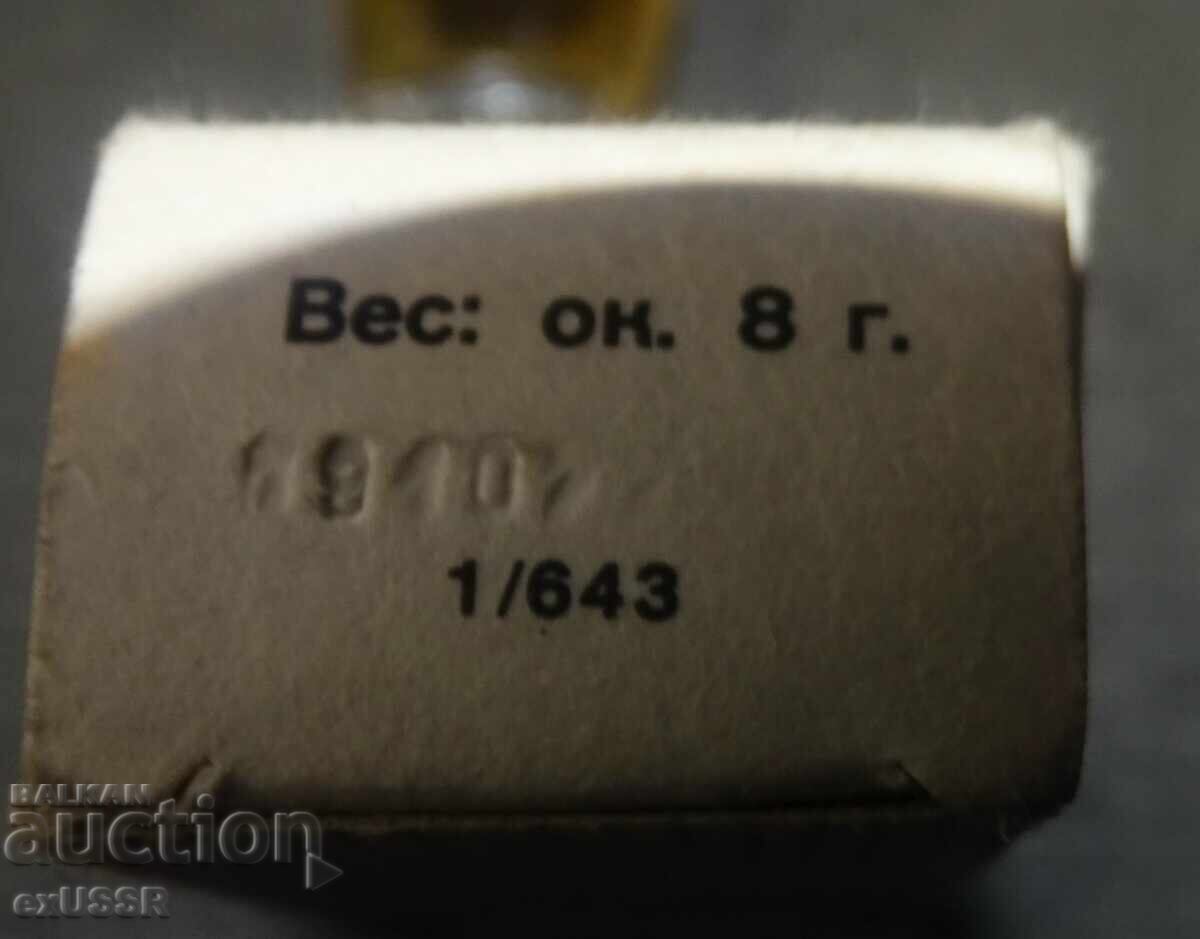 Вес: ок. 8 г.
1/643
BALKAN
auction
exUSSR